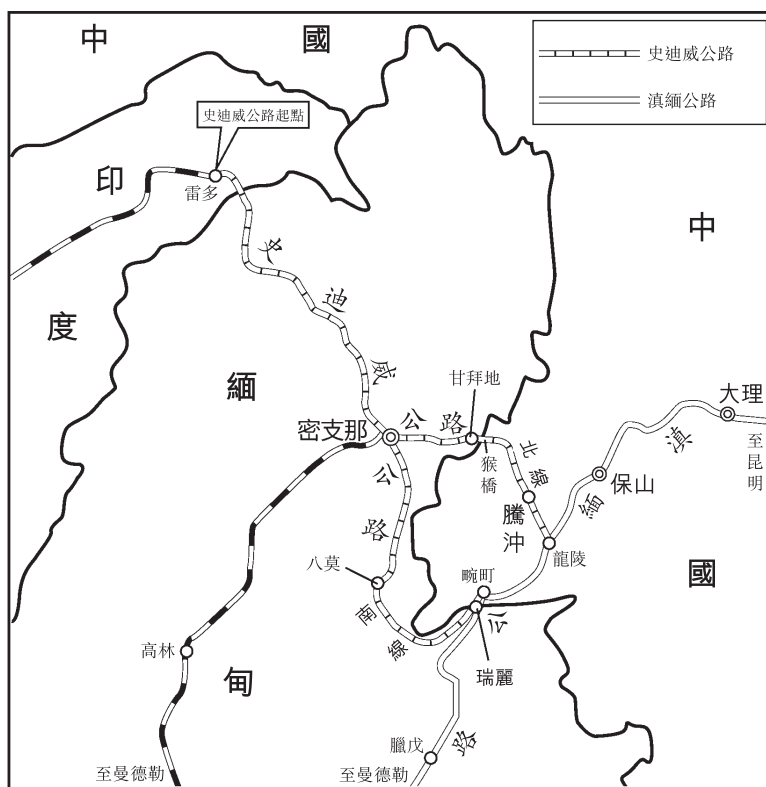 中國
史迪威公路
滇緬公路
史迪威公路起點
印度
雷多
中國
史迪威公路
緬甸
甘拜地
大理
至昆明
密支那
公路
北線
猴橋
滇緬公路
保山
騰沖
龍陵
八莫
畹町
南線
瑞麗
高林
臘戍
至曼德勒
至曼德勒